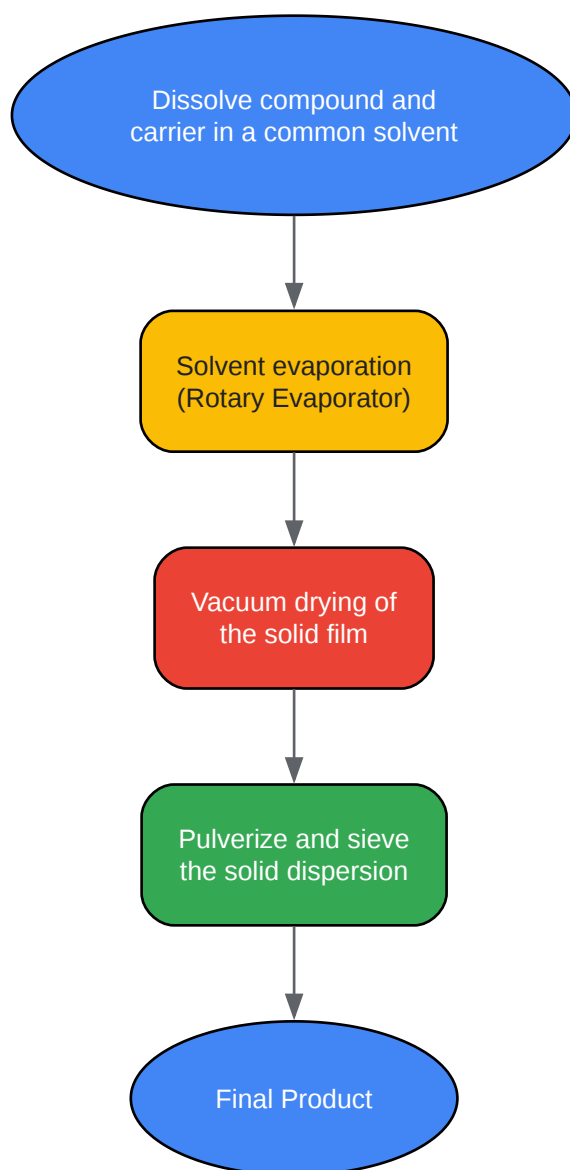 Dissolve compound and
carrier in a common solvent
Solvent evaporation
(Rotary Evaporator)
Vacuum drying of
the solid film
Pulverize and sieve
the solid dispersion
Final Product